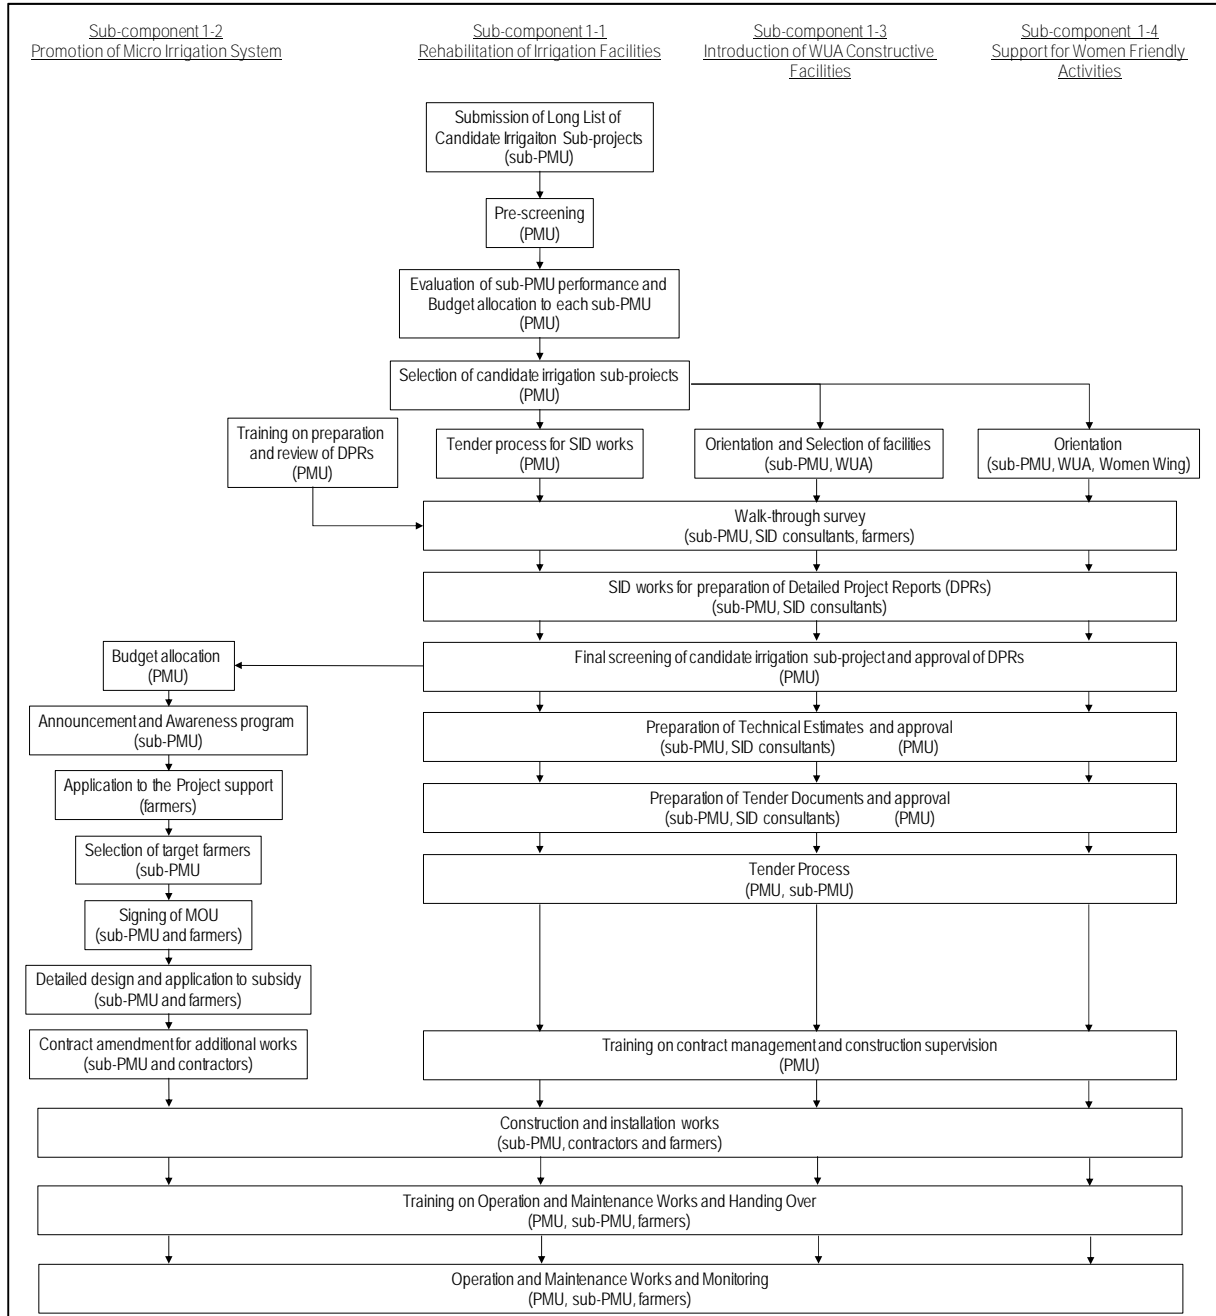 Sub-component 1-2
Promotion of Micro Irrigation System
Sub-component 1-1
Rehabilitation of Irrigation Facilities
Sub-component 1-3
Introduction of WUA Constructive
Facilities
Sub-component 1-4
Support for Women Friendly
Activities
Submission of Long List of
Candidate Irrigaiton Sub-projects
(sub-PMU)
Pre-screening
(PMU)
Evaluation of sub-PMU performance and
Budget allocation to each sub-PMU
(PMU)
Selection of candidate irrigation sub-projects
(PMU)
Training on preparation
and review of DPRs
(PMU)
Tender process for SID works
(PMU)
Orientation and Selection of facilities
(sub-PMU, WUA)
Orientation
(sub-PMU, WUA, Women Wing)
Walk-through survey
(sub-PMU, SID consultants, farmers)
SID works for preparation of Detailed Project Reports (DPRs)
(sub-PMU, SID consultants)
Budget allocation
(PMU)
Final screening of candidate irrigation sub-project and approval of DPRs
(PMU)
Announcement and Awareness program
(sub-PMU)
Preparation of Technical Estimates and approval
(sub-PMU, SID consultants) (PMU)
Application to the Project support
(farmers)
Preparation of Tender Documents and approval
(sub-PMU, SID consultants) (PMU)
Selection of target farmers
(sub-PMU
Tender Process
(PMU, sub-PMU)
Signing of MOU
(sub-PMU and farmers)
Detailed design and application to subsidy
(sub-PMU and farmers)
Contract amendment for additional works
(sub-PMU and contractors)
Training on contract management and construction supervision
(PMU)
Construction and installation works
(sub-PMU, contractors and farmers)
Training on Operation and Maintenance Works and Handing Over
(PMU, sub-PMU, farmers)
Operation and Maintenance Works and Monitoring
(PMU, sub-PMU, farmers)